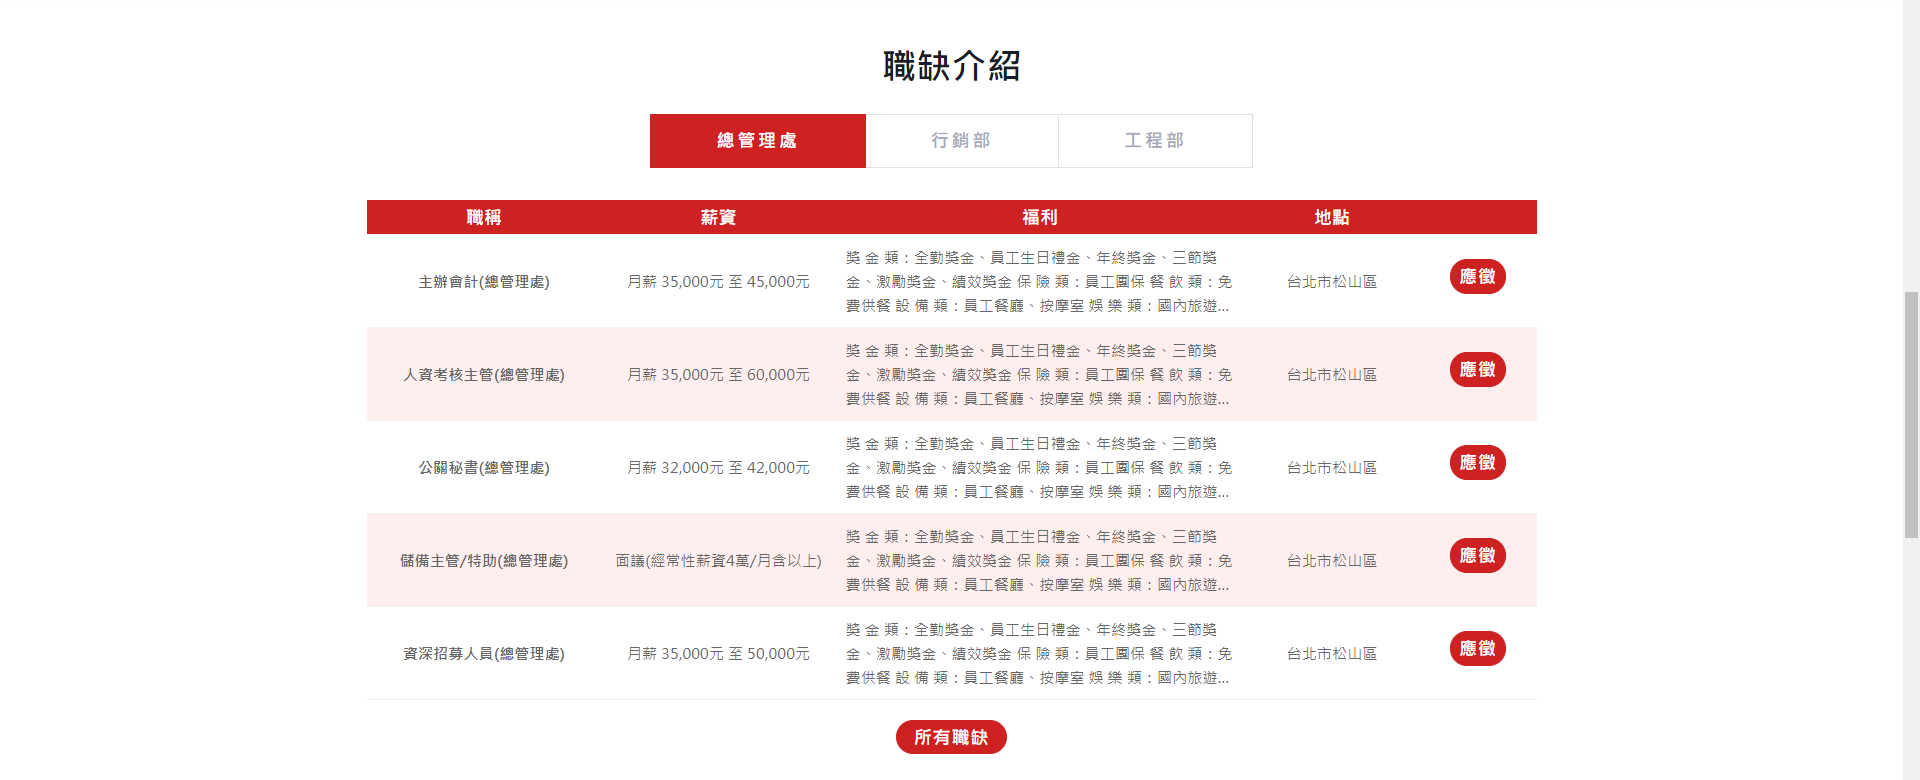 職缺介紹
總管理處 行銷部 工程部
職稱 薪資 福利 地點
獎 金 類：全勤獎金、員工生日禮金、年終獎金、三節獎
主辦會計(總管理處) 月薪 35,000元 至 45,000元 金、激勵獎金、績效獎金 保 險 類：員工團保 餐 飲 類：免 台北市松山區 應徵
費供餐 設 備 類：員工餐廳、按摩室 娛 樂 類：國內旅遊...
獎 金 類：全勤獎金、員工生日禮金、年終獎金、三節獎
人資考核主管(總管理處) 月薪 35,000元 至 60,000元 金、激勵獎金、績效獎金 保 險 類：員工團保 餐 飲 類：免 台北市松山區 應徵
費供餐 設 備 類：員工餐廳、按摩室 娛 樂 類：國內旅遊...
獎 金 類：全勤獎金、員工生日禮金、年終獎金、三節獎
公關秘書(總管理處) 月薪 32,000元 至 42,000元 金、激勵獎金、績效獎金 保 險 類：員工團保 餐 飲 類：免 台北市松山區 應徵
費供餐 設 備 類：員工餐廳、按摩室 娛 樂 類：國內旅遊...
獎 金 類：全勤獎金、員工生日禮金、年終獎金、三節獎
儲備主管/特助(總管理處) 面議(經常性薪資4萬/月含以上) 金、激勵獎金、績效獎金 保 險 類：員工團保 餐 飲 類：免 台北市松山區 應徵
費供餐 設 備 類：員工餐廳、按摩室 娛 樂 類：國內旅遊...
獎 金 類：全勤獎金、員工生日禮金、年終獎金、三節獎
資深招募人員(總管理處) 月薪 35,000元 至 50,000元 金、激勵獎金、績效獎金 保 險 類：員工團保 餐 飲 類：免 台北市松山區 應徵
費供餐 設 備 類：員工餐廳、按摩室 娛 樂 類：國內旅遊...
所有職缺